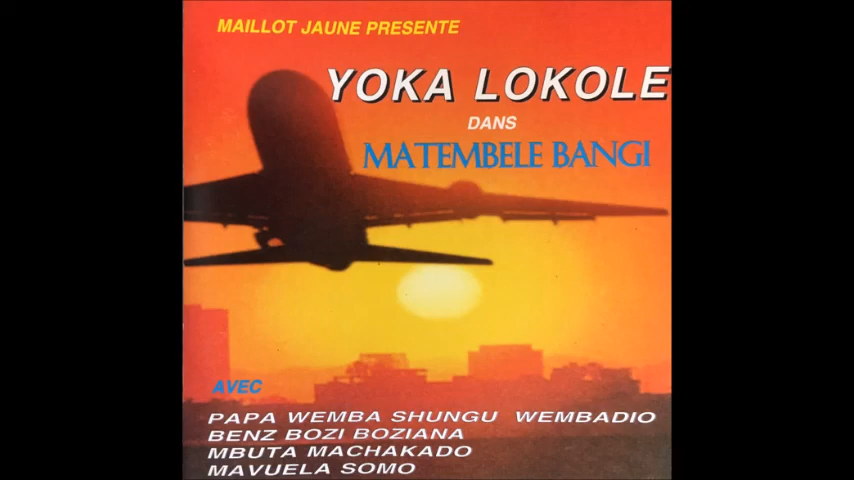 MAILLOT JAUNE PRESENTE
YOKA LOKOLE
DANS
MATEMBELE BANGI
AVEC
PAPA WEMBA SHUNGU WEMBADIO
BENZ BOZI BOZIANA
MBUTA MACHAKADO
MAVUELA SOMO